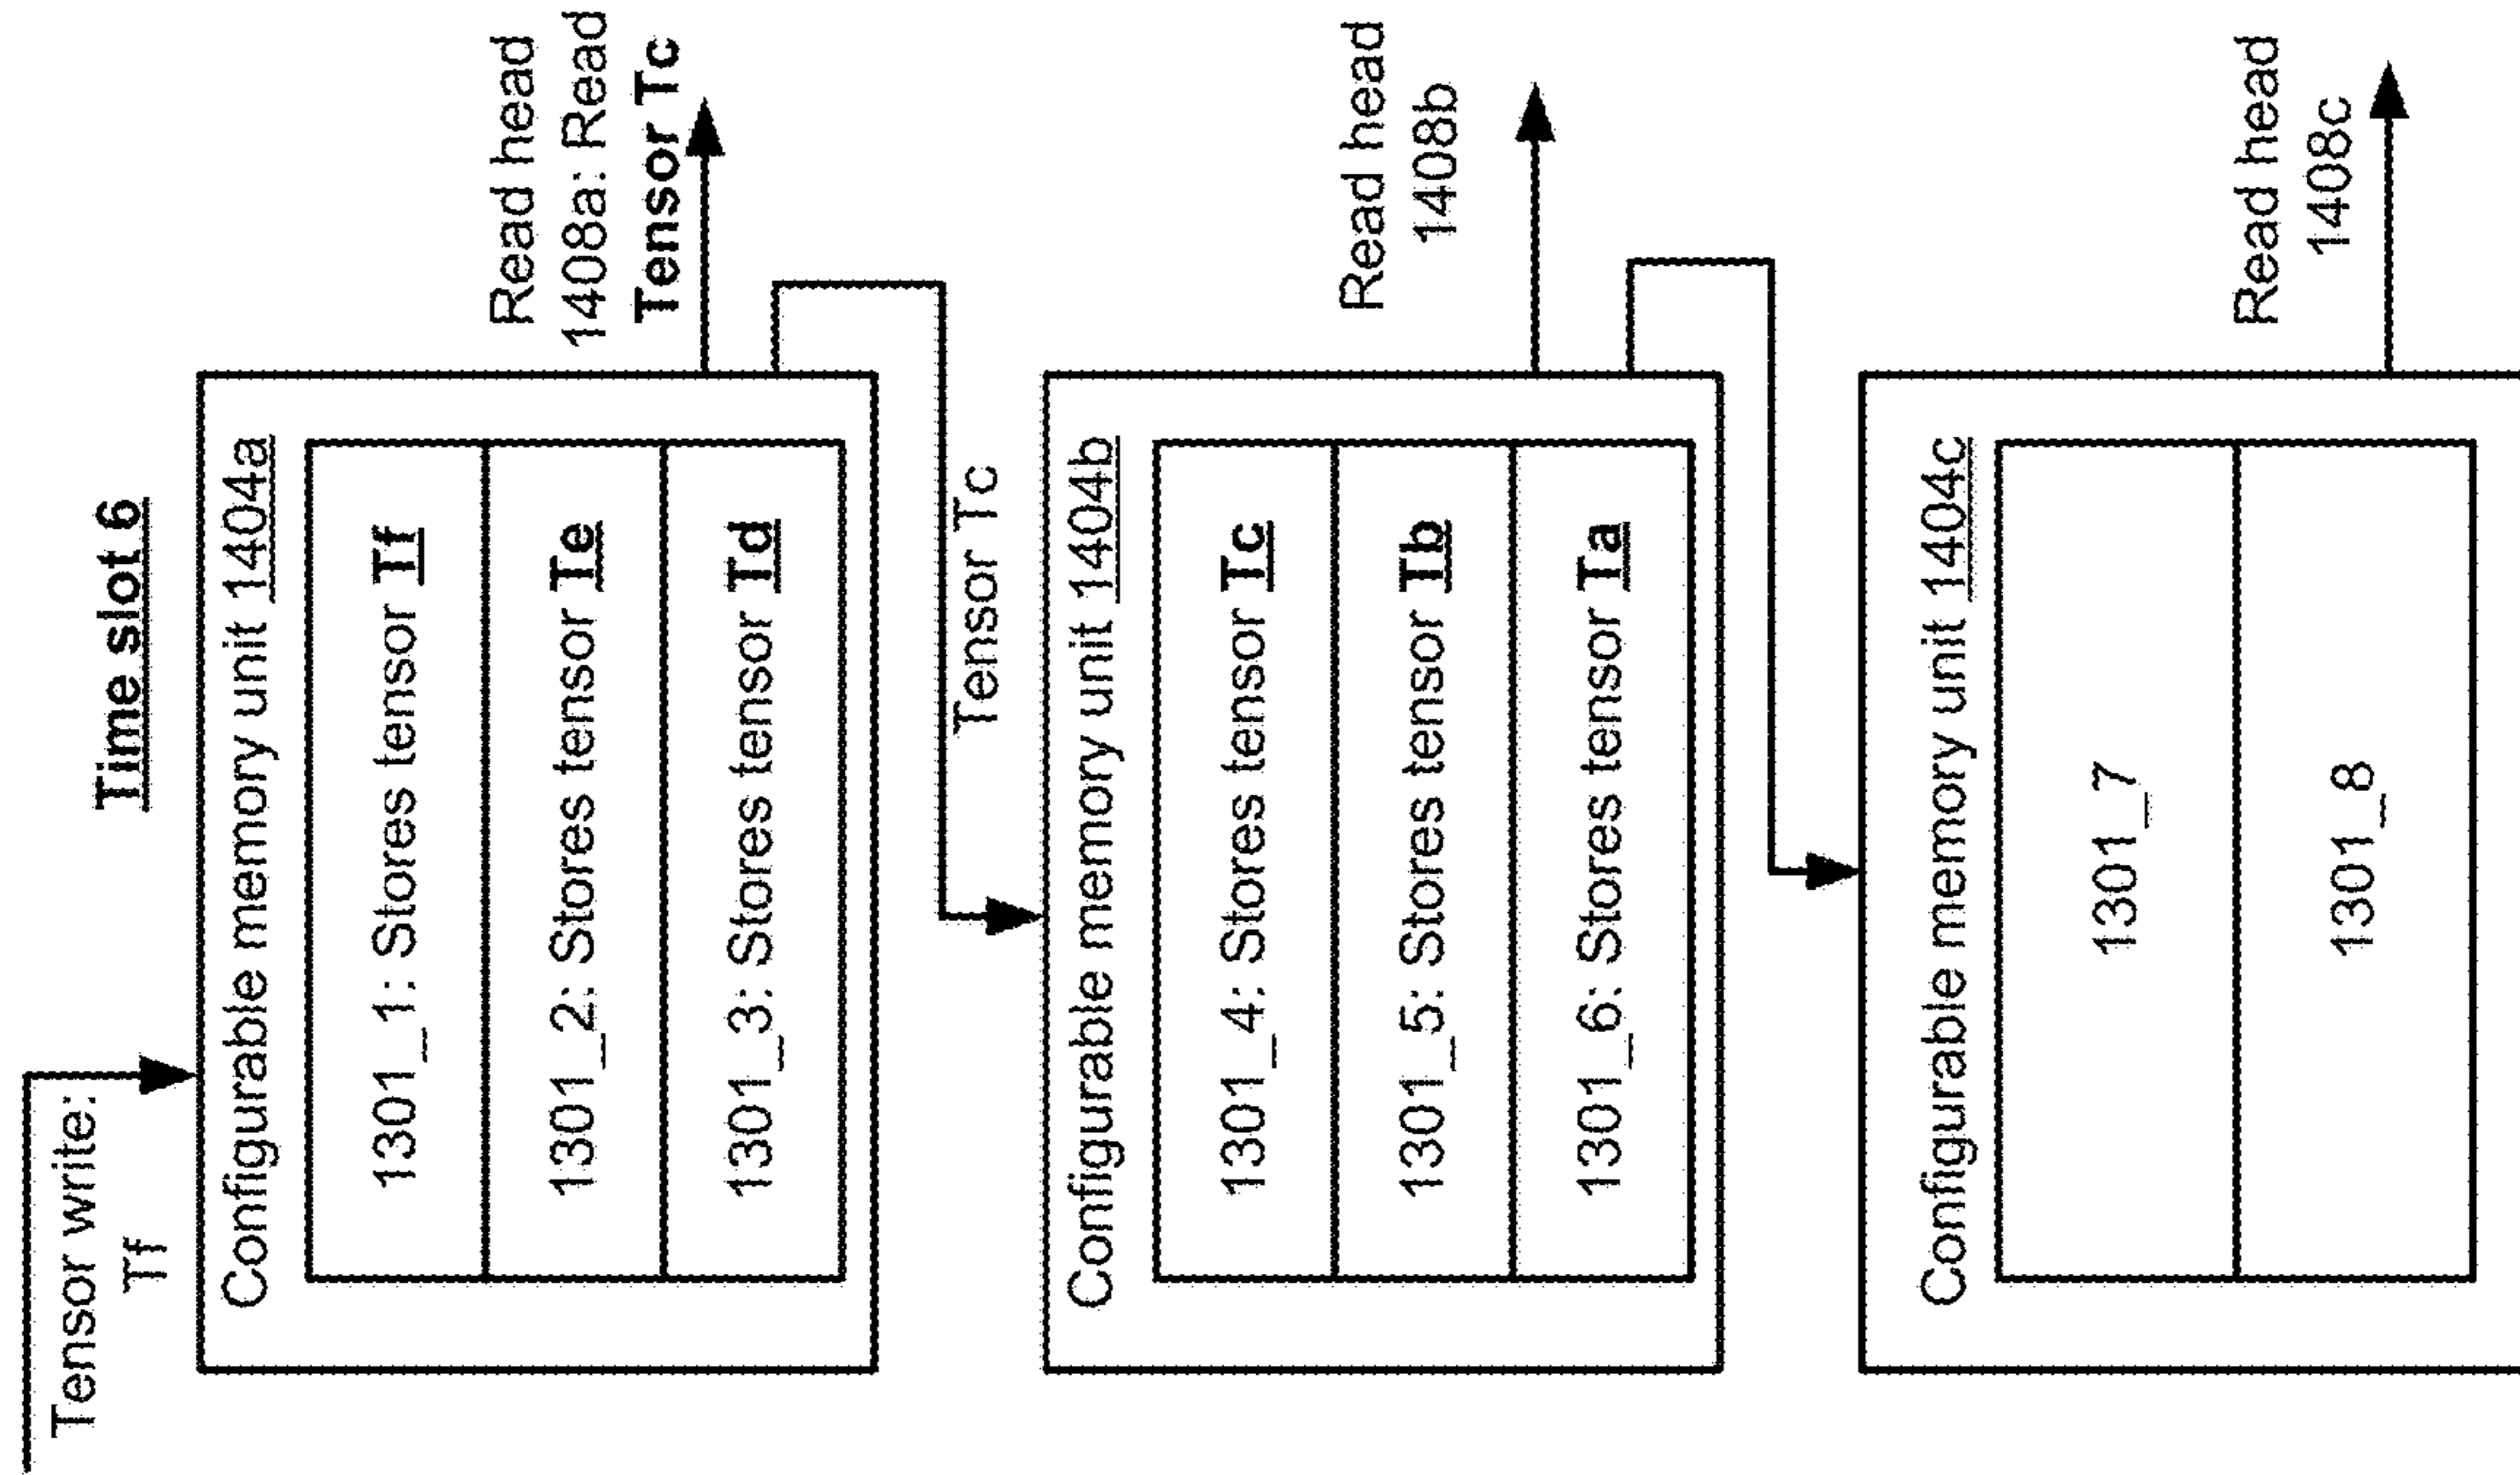 Time slot 6
Tensor write:
Tf
Configurable memory unit 1404a
1301_1: Stores tensor Tf
1301_2: Stores tensor Te
1301_3: Stores tensor Td
Read head
1408a: Read
Tensor Tc
Tensor Tc
Configurable memory unit 1404b
1301_4: Stores tensor Tc
1301_5: Stores tensor Tb
1301_6: Stores tensor Ta
Read head
1408b
Configurable memory unit 1404c
1301_7
1301_8
Read head
1408c